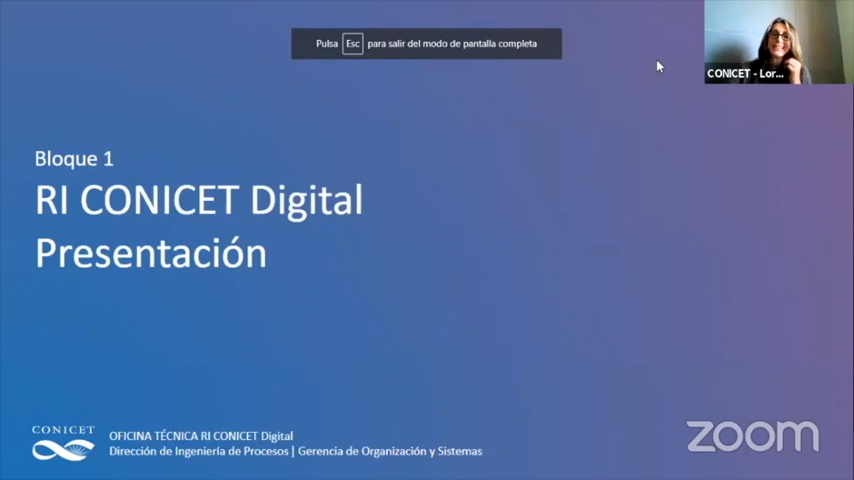 Pulsa Esc para salir del modo de pantalla completa
CONICET - Lor...
Bloque 1
RI CONICET Digital
Presentación
CONICET
OFICINA TÉCNICA RI CONICET Digital
Dirección de Ingeniería de Procesos | Gerencia de Organización y Sistemas
zoom